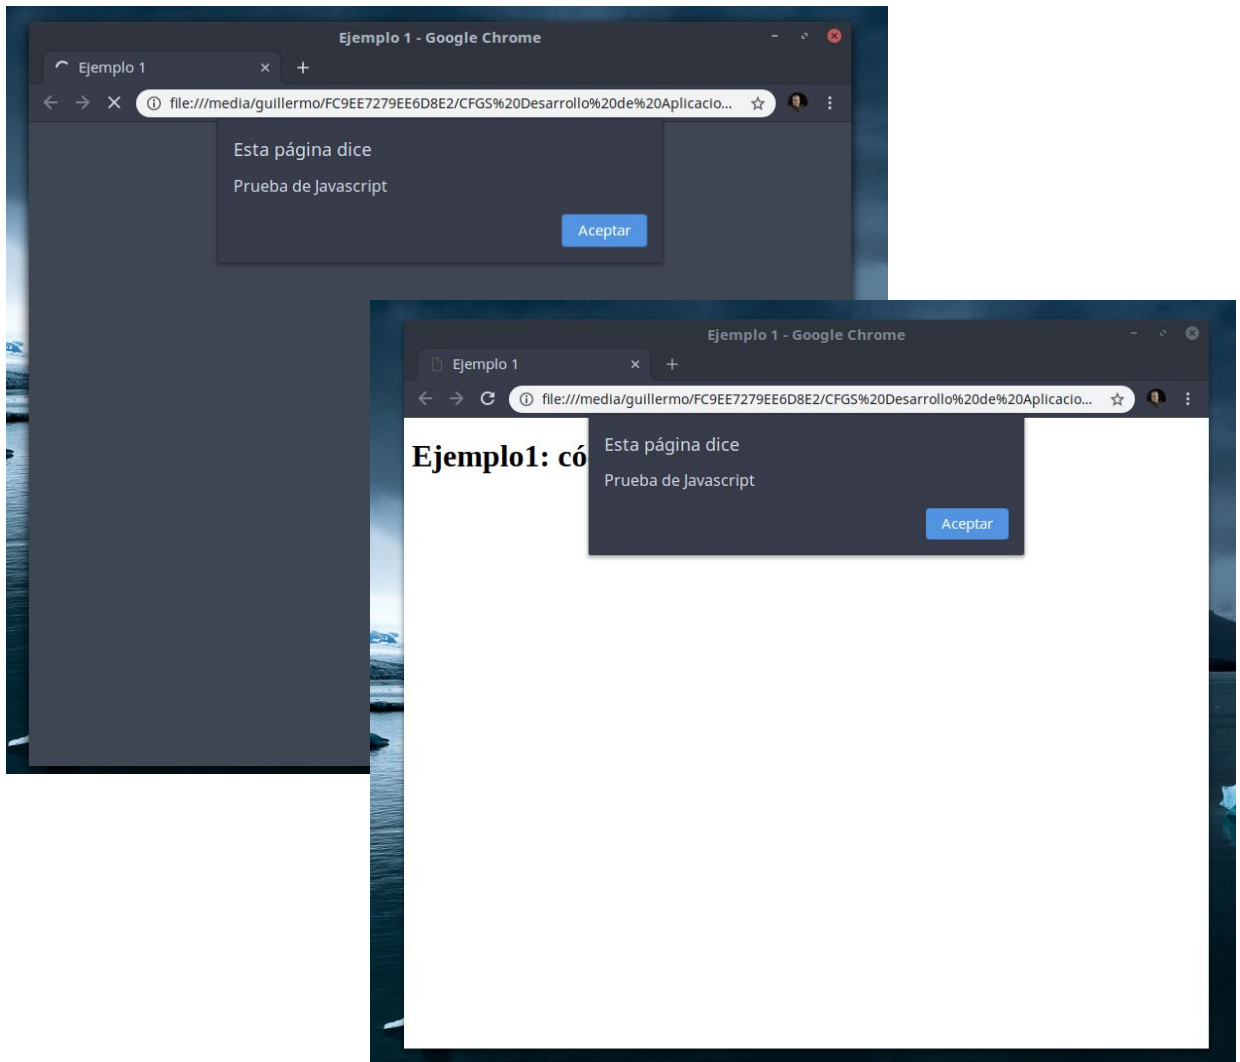 Ejemplo 1 - Google Chrome
Ejemplo 1
file:///media/guillermo/FC9EE7279EE6D8E2/CFGS%20Desarrollo%20de%20Aplicacio...
Esta página dice
Prueba de Javascript
Aceptar
Ejemplo 1 - Google Chrome
Ejemplo 1
file:///media/guillermo/FC9EE7279EE6D8E2/CFGS%20Desarrollo%20de%20Aplicacio...
Ejemplo1: có
Esta página dice
Prueba de Javascript
Aceptar